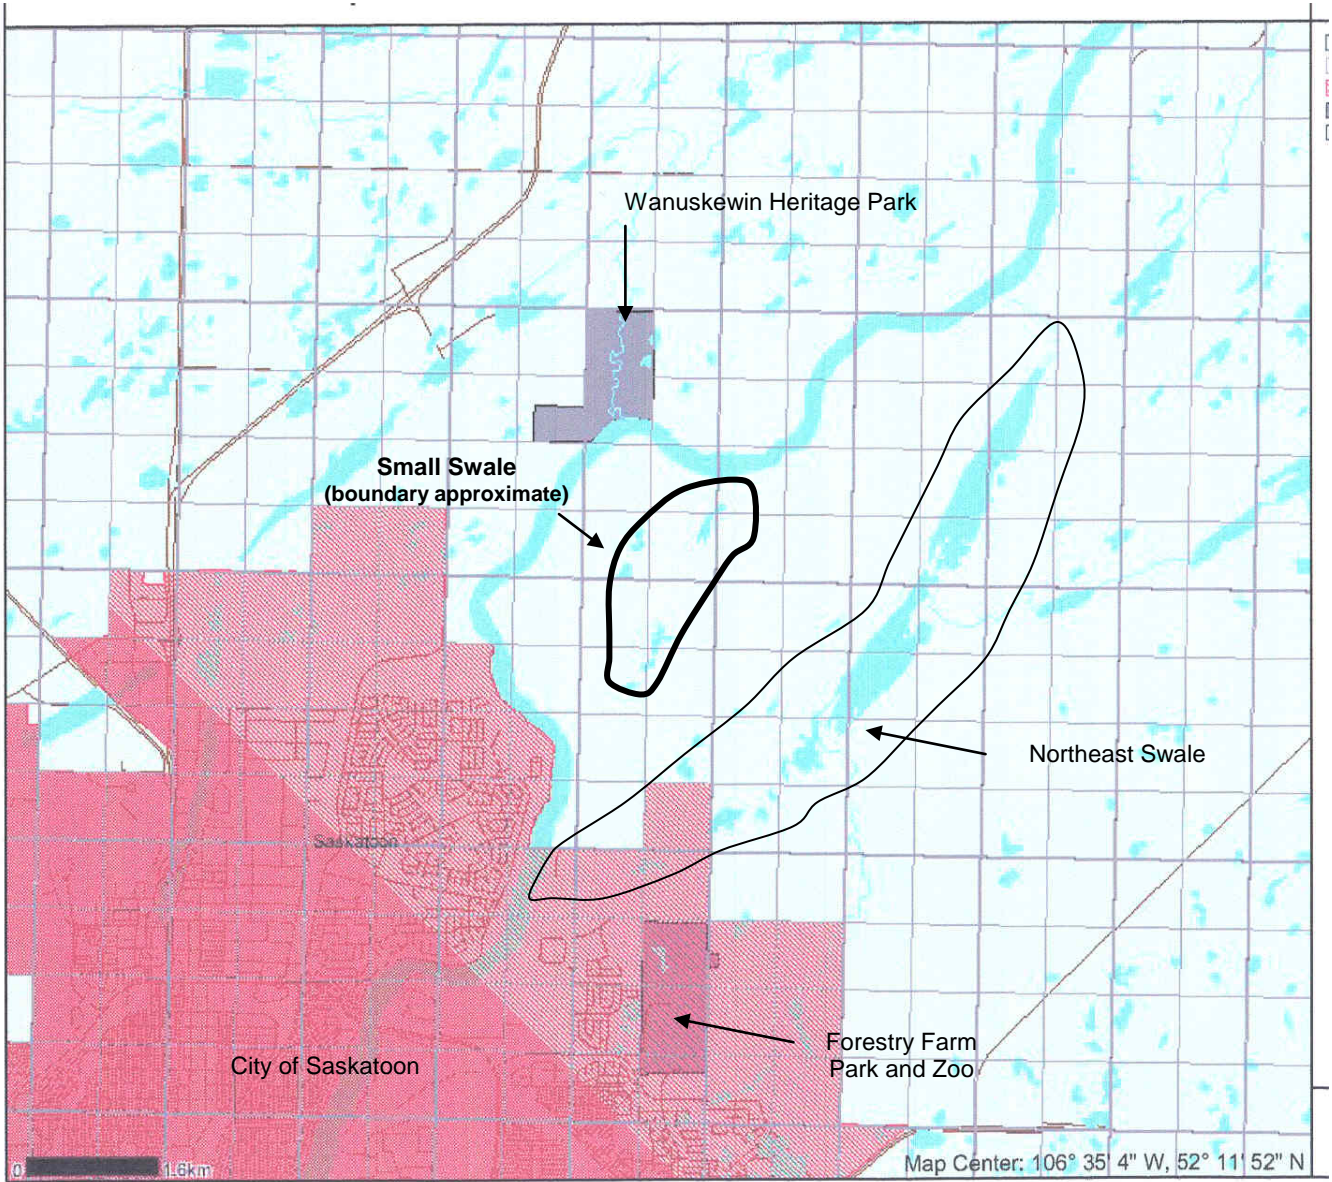 Wanuskewin Heritage Park
Small Swale
(boundary approximate)
Northeast Swale
Saskatoon
City of Saskatoon
Forestry Farm
Park and Zoo
0 1.6km
Map Center: 106° 35' 4" W, 52° 11' 52" N